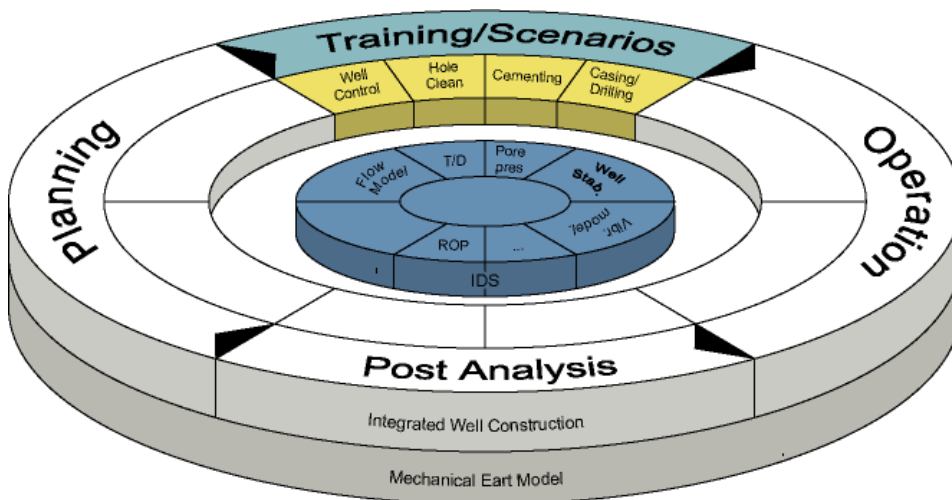 Training/Scenarios
Well
Control
Hole
Clean
Cementing
Casing/
Drilling
Planning
Operation
Flow
Model
T/D
Pore
pres
Well
Stab.
Vibr.
model,
ROP
...
IDS
Post Analysis
Integrated Well Construction
Mechanical Eart Model